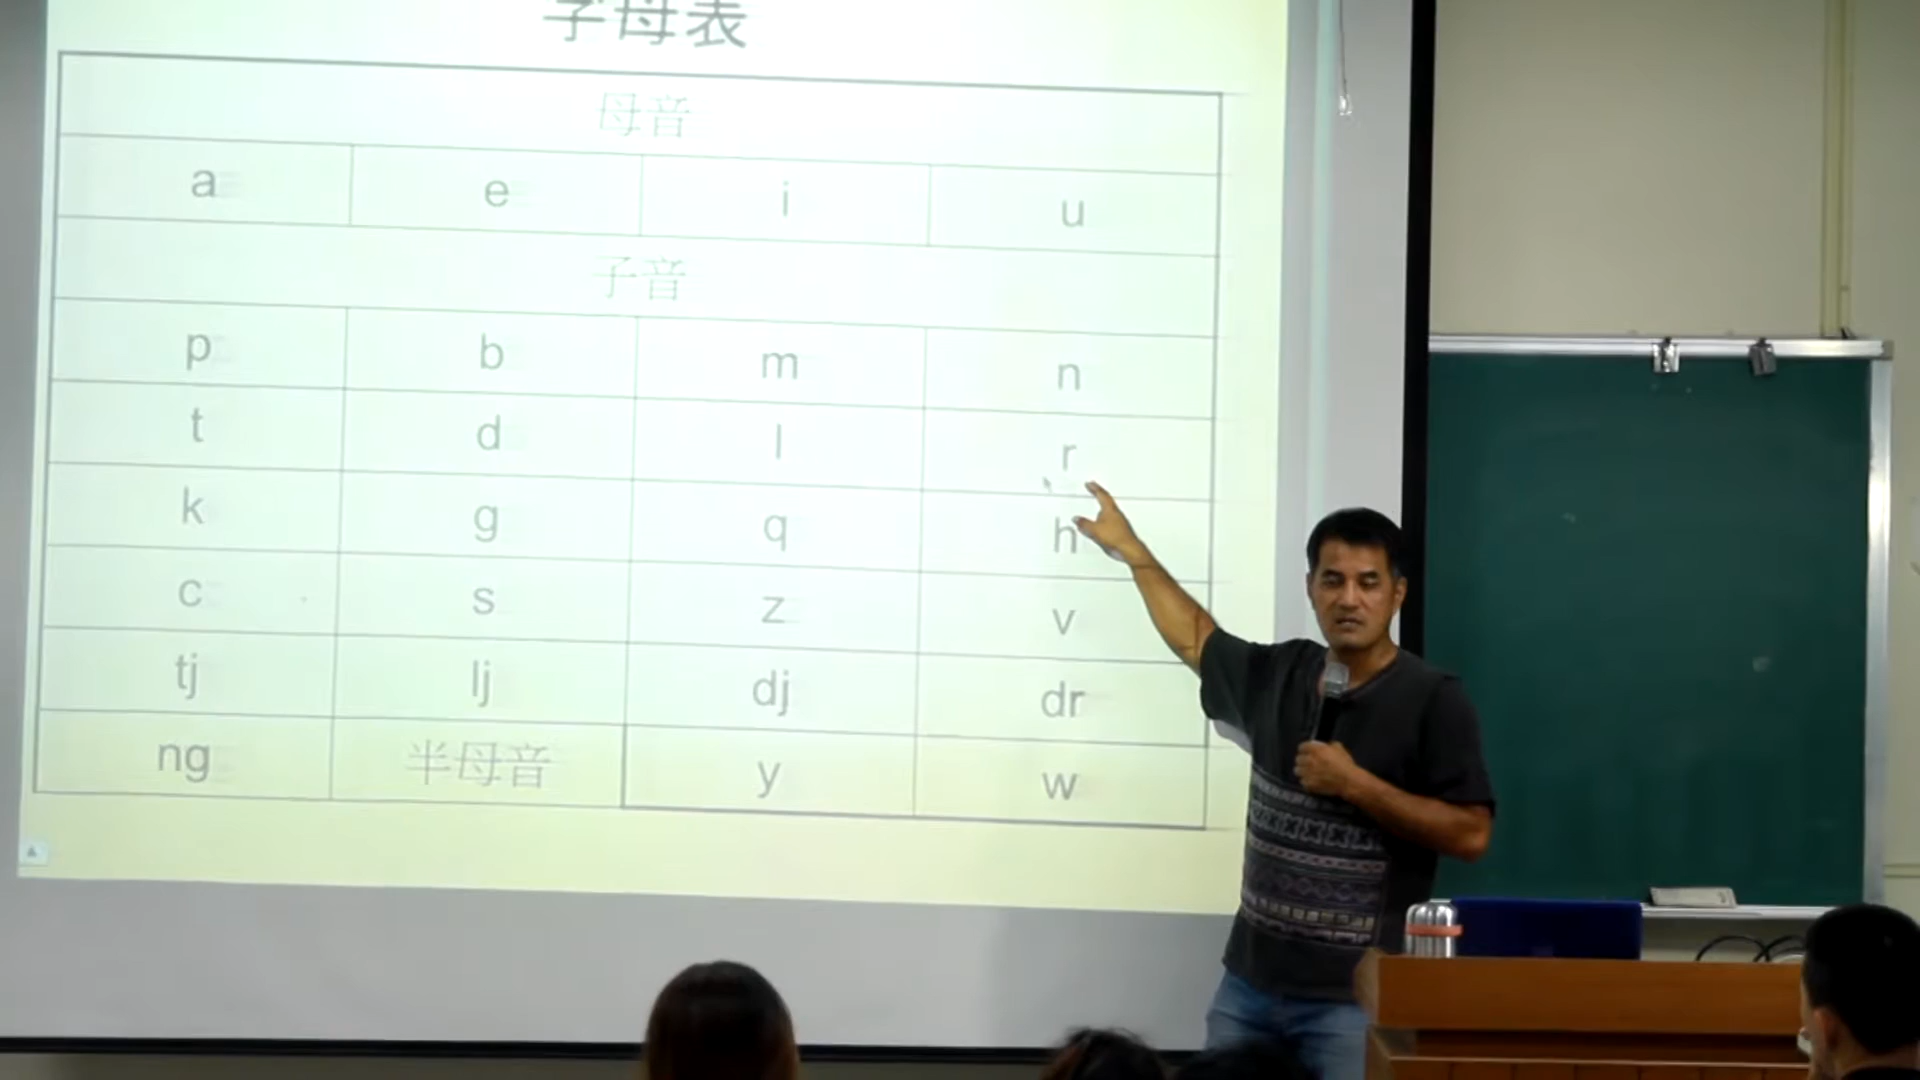 字母表
母音
a e i u
子音
p b m n
t d l r
k g q h
c s z v
tj lj dj dr
ng 半母音 y w